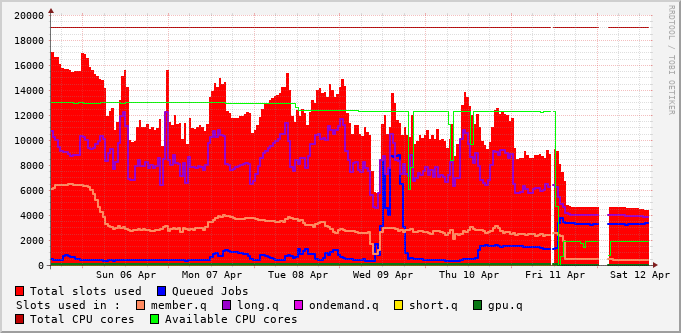 RRDTOOL / TOBI OETIKER
20000
18000
16000
14000
12000
10000
8000
6000
4000
2000
0
Sun 06 Apr Mon 07 Apr Tue 08 Apr Wed 09 Apr Thu 10 Apr Fri 11 Apr Sat 12 Apr
Total slots used Queued Jobs
Slots used in : member.q long.q ondemand.q short.q gpu.q
Total CPU cores Available CPU cores